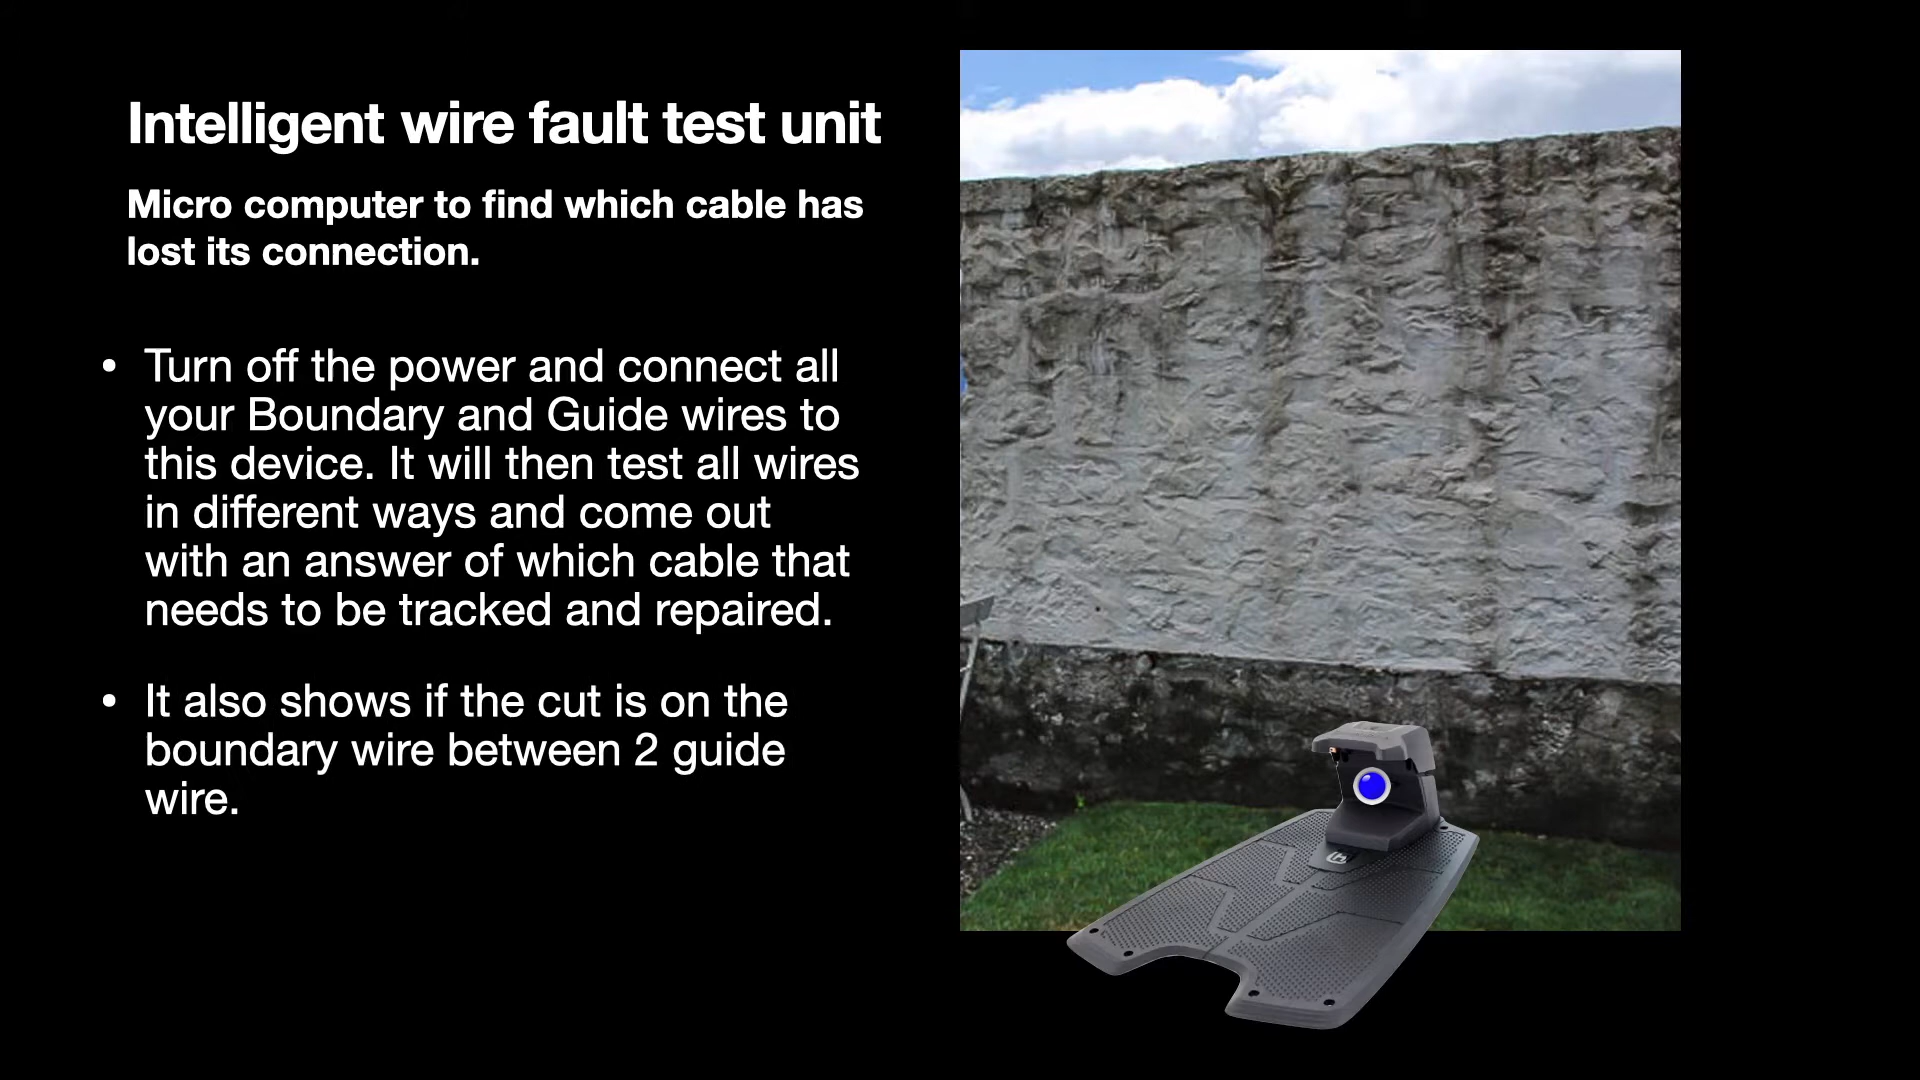 Intelligent wire fault test unit
Micro computer to find which cable has
lost its connection.
• Turn off the power and connect all
your Boundary and Guide wires to
this device. It will then test all wires
in different ways and come out
with an answer of which cable that
needs to be tracked and repaired.
• It also shows if the cut is on the
boundary wire between 2 guide
wire.